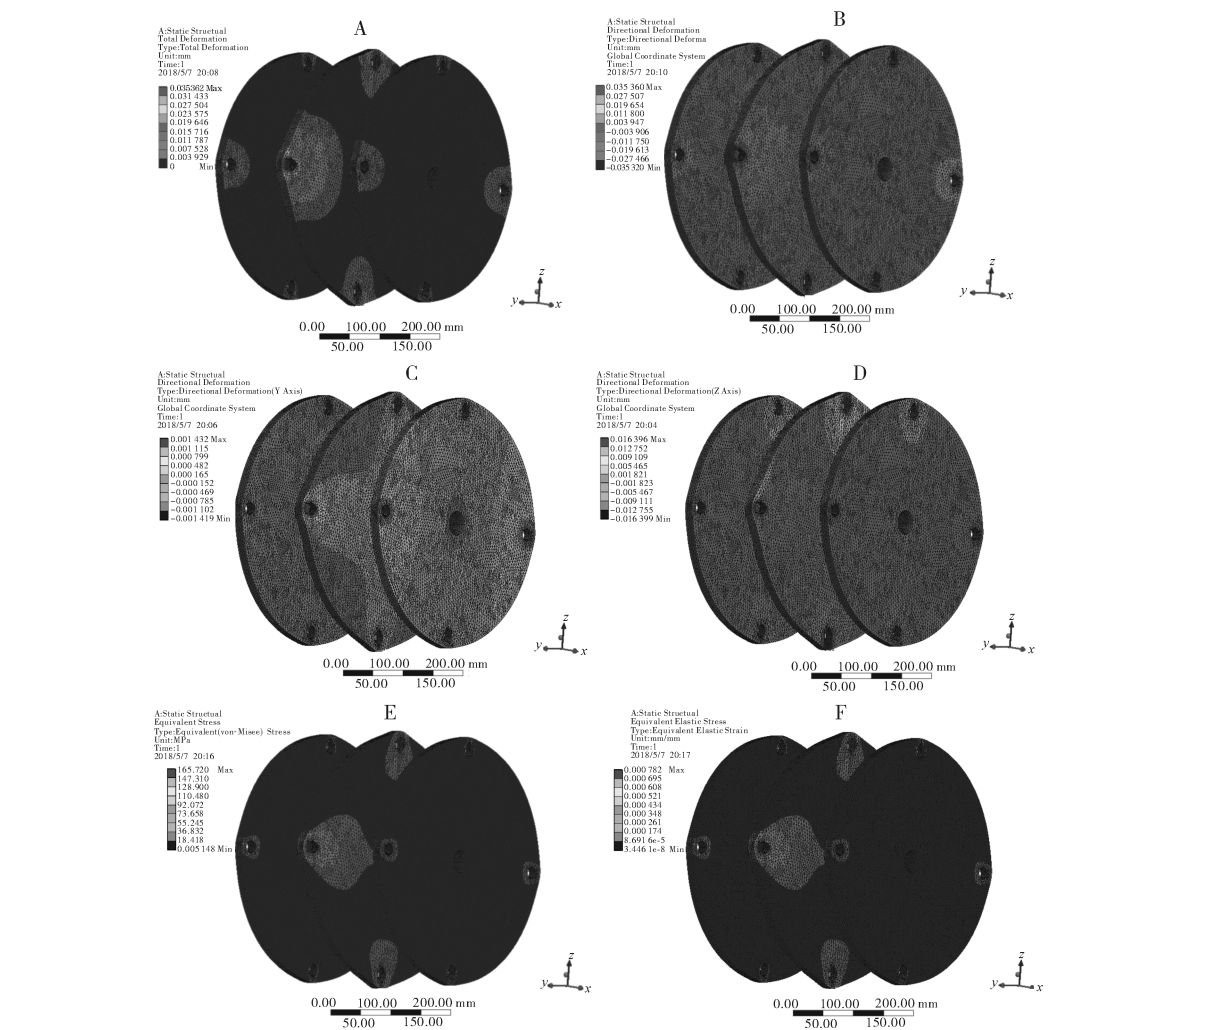 A
A:Static Structual
Total Deformation
Type:Total Deformation
Unit:mm
Time:1
2018/5/7 20:08
0.035362 Max
0.031 433
0.027 504
0.023 575
0.019 646
0.015 716
0.011 787
0.007 528
0.003 929
0 Min
z
y x
0.00 100.00 200.00 mm
50.00 150.00
B
A:Static Structual
Directional Deformation
Type:Directional Deforma
Unit:mm
Global Coordinate System
Time:1
2018/5/7 20:10
0.035 360 Max
0.027 507
0.019 654
0.011 800
0.003 947
-0.003 906
-0.011 750
-0.019 613
-0.027 466
-0.035 320 Min
z
y x
0.00 100.00 200.00 mm
50.00 150.00
C
A:Static Structual
Directional Deformation
Type:Directional Deformation(Y Axis)
Unit:mm
Global Coordinate System
Time:1
2018/5/7 20:06
0.001 432 Max
0.001 115
0.000 799
0.000 482
0.000 165
-0.000 152
-0.000 469
-0.000 785
-0.001 102
-0.001 419 Min
z
y x
0.00 100.00 200.00 mm
50.00 150.00
D
A:Static Structual
Directional Deformation
Type:Directional Deformation(Z Axis)
Unit:mm
Global Coordinate System
Time:1
2018/5/7 20:04
0.016 396 Max
0.012 752
0.009 109
0.005 465
0.001 821
-0.001 823
-0.005 467
-0.009 111
-0.012 755
-0.016 399 Min
z
y x
0.00 100.00 200.00 mm
50.00 150.00
E
A:Static Structual
Equivalent Stress
Type:Equivalent(von-Misee) Stress
Unit:MPa
Time:1
2018/5/7 20:16
165.720 Max
147.310
128.900
110.480
92.072
73.658
55.245
36.832
18.418
0.005 148 Min
z
y x
0.00 100.00 200.00 mm
50.00 150.00
F
A:Static Structual
Equivalent Elastic Stress
Type:Equivalent Elastic Strain
Unit:mm/mm
Time:1
2018/5/7 20:17
0.000 782 Max
0.000 695
0.000 608
0.000 521
0.000 434
0.000 348
0.000 261
0.000 174
8.691 6e-5
3.446 1e-8 Min
z
y x
0.00 100.00 200.00 mm
50.00 150.00